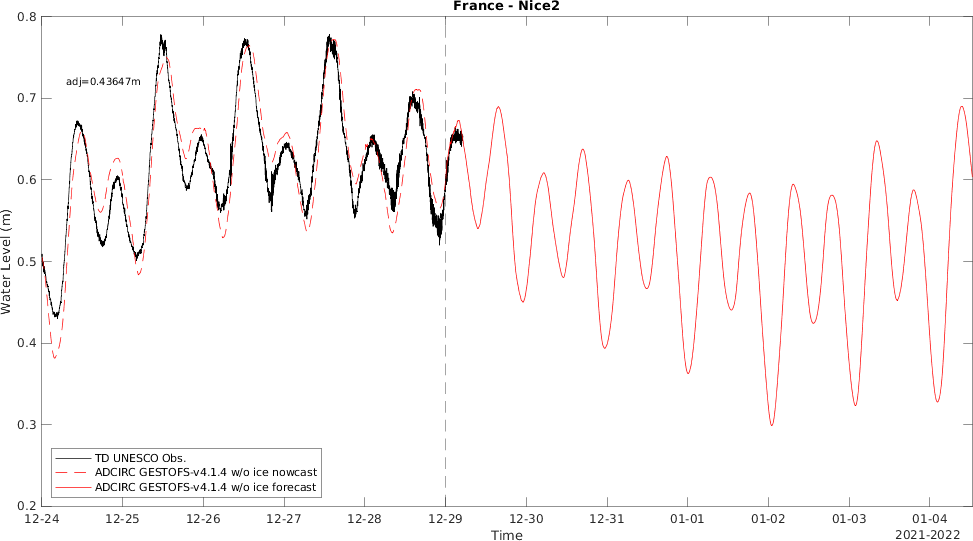 France - Nice2
0.8
0.7
0.6
0.5
0.4
0.3
0.2
Water Level (m)
adj=0.43647m
TD UNESCO Obs.
ADCIRC GESTOFS-v4.1.4 w/o ice nowcast
ADCIRC GESTOFS-v4.1.4 w/o ice forecast
12-24 12-25 12-26 12-27 12-28 12-29 12-30 12-31 01-01 01-02 01-03 01-04
Time
2021-2022